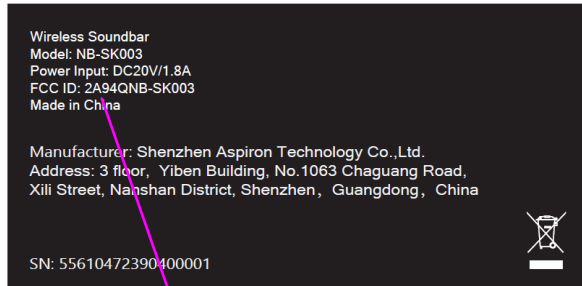 Wireless Soundbar
Model: NB-SK003
Power Input: DC20V/1.8A
FCC ID: 2A94QNB-SK003
Made in China
Manufacturer: Shenzhen Aspiron Technology Co.,Ltd.
Address: 3 floor, Yiben Building, No.1063 Chaguang Road,
Xili Street, Nanshan District, Shenzhen, Guangdong, China
SN: 55610472390400001